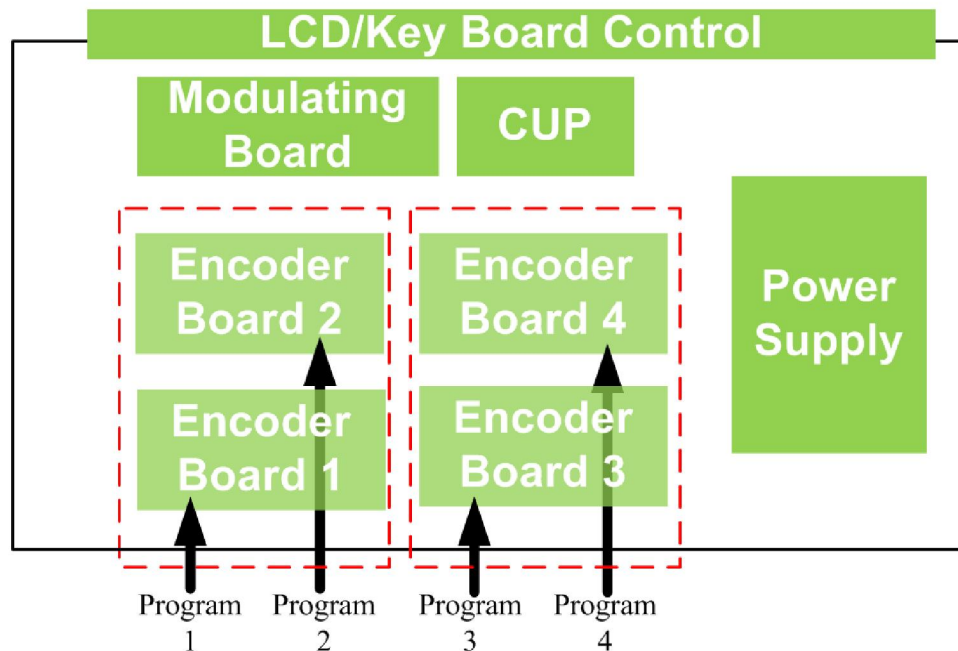 LCD/Key Board Control
Modulating
Board
CUP
Encoder
Board 2
Encoder
Board 4
Power
Supply
Encoder
Board 1
Encoder
Board 3
Program
1
Program
2
Program
3
Program
4